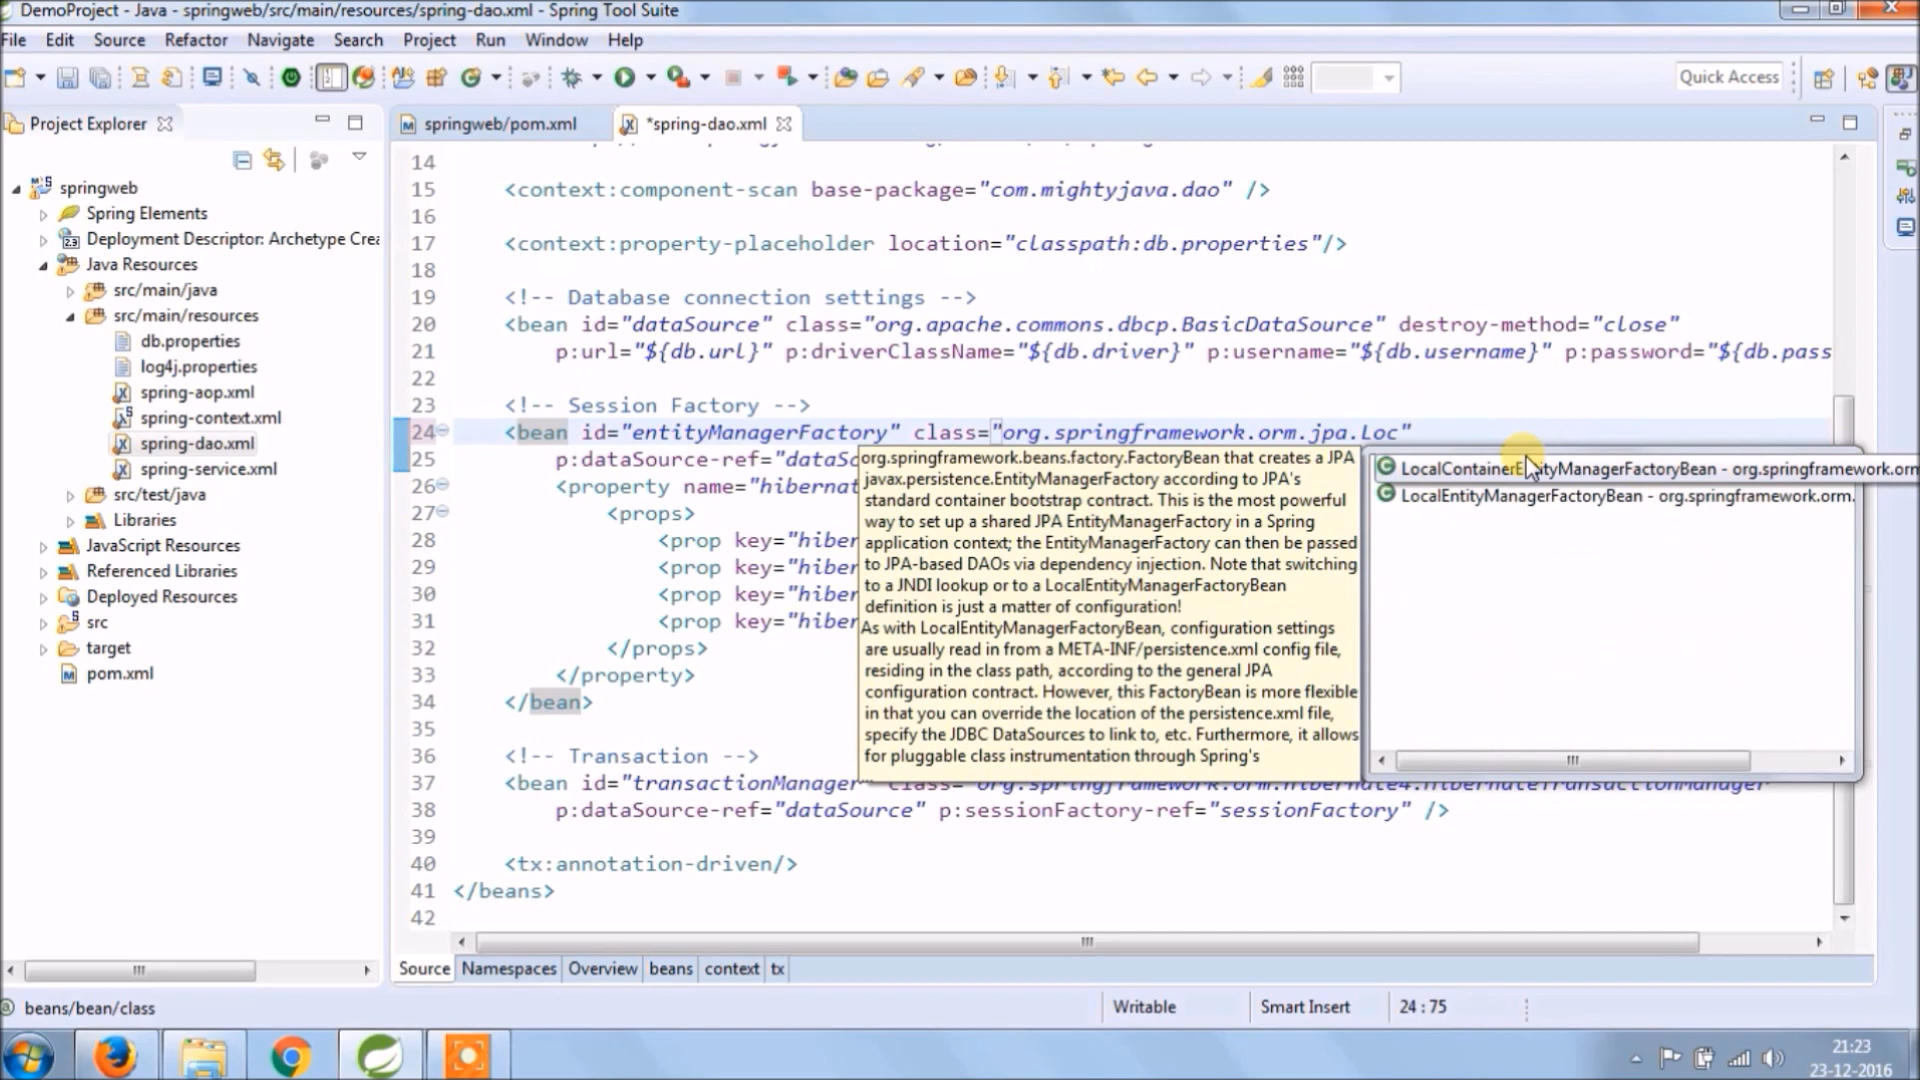 DemoProject - Java - springweb/src/main/resources/spring-dao.xml - Spring Tool Suite
File Edit Source Refactor Navigate Search Project Run Window Help
Quick Access
Project Explorer
springweb/pom.xml
*spring-dao.xml
springweb
Spring Elements
Deployment Descriptor: Archetype Crea
Java Resources
src/main/java
src/main/resources
db.properties
log4j.properties
spring-aop.xml
spring-context.xml
spring-dao.xml
spring-service.xml
src/test/java
Libraries
JavaScript Resources
Referenced Libraries
Deployed Resources
src
target
pom.xml
14
15 <context:component-scan base-package="com.mightyjava.dao" />
16
17 <context:property-placeholder location="classpath:db.properties"/>
18
19 <!-- Database connection settings -->
20 <bean id="dataSource" class="org.apache.commons.dbcp.BasicDataSource" destroy-method="close"
21 p:url="${db.url}" p:driverClassName="${db.driver}" p:username="${db.username}" p:password="${db.pass
22
23 <!-- Session Factory -->
24 <bean id="entityManagerFactory" class="org.springframework.orm.jpa.Loc"
25 p:dataSource-ref="dataSo
26 <property name="hibernat
27 <props>
28 <prop key="hiber
29 <prop key="hiber
30 <prop key="hiber
31 <prop key="hiber
32 </props>
33 </property>
34 </bean>
35
36 <!-- Transaction -->
37 <bean id="transactionManager" class="org.springframework.orm.hibernate4.HibernateTransactionManager"
38 p:dataSource-ref="dataSource" p:sessionFactory-ref="sessionFactory" />
39
40 <tx:annotation-driven/>
41 </beans>
42
org.springframework.beans.factory.FactoryBean that creates a JPA
javax.persistence.EntityManagerFactory according to JPA's
standard container bootstrap contract. This is the most powerful
way to set up a shared JPA EntityManagerFactory in a Spring
application context; the EntityManagerFactory can then be passed
to JPA-based DAOs via dependency injection. Note that switching
to a JNDI lookup or to a LocalEntityManagerFactoryBean
definition is just a matter of configuration!
As with LocalEntityManagerFactoryBean, configuration settings
are usually read in from a META-INF/persistence.xml config file,
residing in the class path, according to the general JPA
configuration contract. However, this FactoryBean is more flexible
in that you can override the location of the persistence.xml file,
specify the JDBC DataSources to link to, etc. Furthermore, it allows
for pluggable class instrumentation through Spring's
LocalContainerEntityManagerFactoryBean - org.springframework.orm
LocalEntityManagerFactoryBean - org.springframework.orm.
Source Namespaces Overview beans context tx
beans/bean/class
Writable
Smart Insert
24 : 75
21:23
23-12-2016